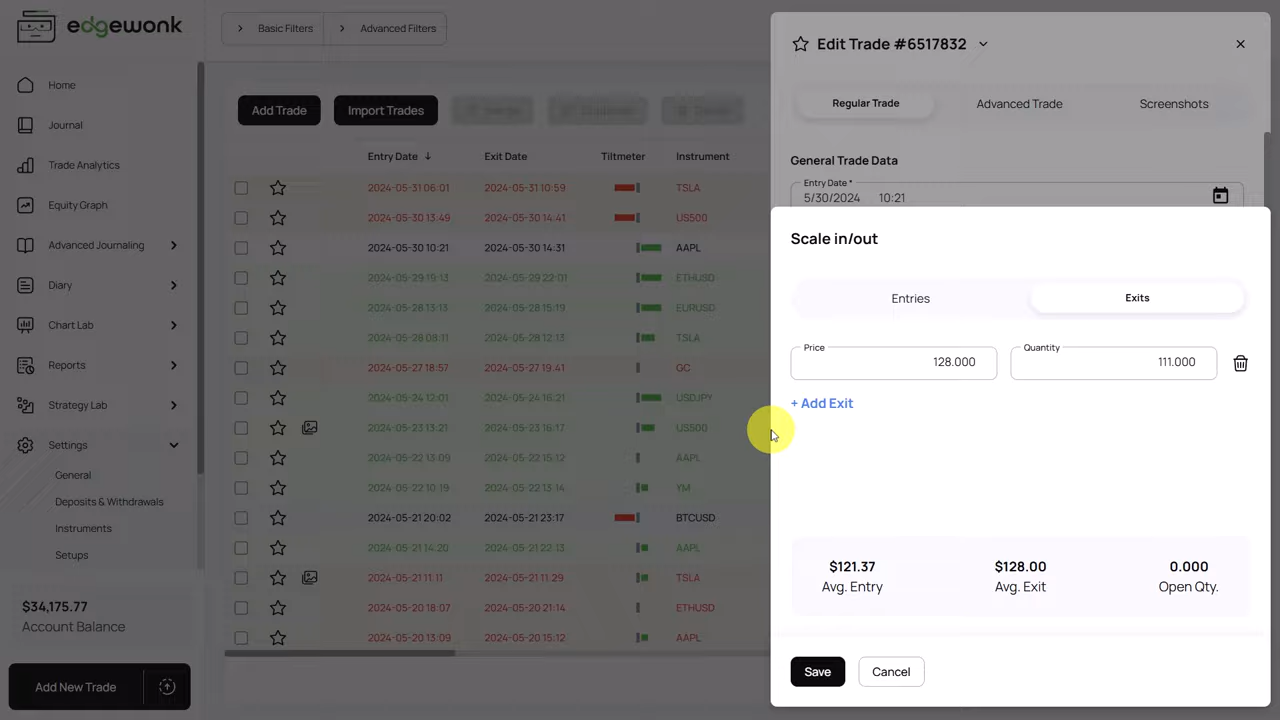 edgewonk
Home
Journal
Trade Analytics
Equity Graph
Advanced Journaling
Diary
Chart Lab
Reports
Strategy Lab
Settings
General
Deposits & Withdrawals
Instruments
Setups
$34,175.77
Account Balance
Add New Trade
Basic Filters
Advanced Filters
Add Trade
Import Trades
Entry Date Exit Date Tiltmeter Instrument
2024-05-31 06:01 2024-05-31 10:59 TSLA
2024-05-30 13:49 2024-05-30 14:41 US500
2024-05-30 10:21 2024-05-30 14:31 AAPL
2024-05-29 19:13 2024-05-29 22:01 ETHUSD
2024-05-28 13:13 2024-05-28 15:19 EURUSD
2024-05-28 08:11 2024-05-28 12:13 TSLA
2024-05-27 18:57 2024-05-27 19:41 GC
2024-05-24 12:01 2024-05-24 16:21 USDJPY
2024-05-23 13:21 2024-05-23 16:17 US500
2024-05-22 13:09 2024-05-22 15:12 AAPL
2024-05-22 10:19 2024-05-22 13:14 YM
2024-05-21 20:02 2024-05-21 23:17 BTCUSD
2024-05-21 14:20 2024-05-21 22:13 AAPL
2024-05-21 11:11 2024-05-21 11:29 TSLA
2024-05-20 18:07 2024-05-20 21:14 ETHUSD
2024-05-20 13:09 2024-05-20 15:12 AAPL
Edit Trade #6517832
Regular Trade
Advanced Trade
Screenshots
General Trade Data
Entry Date *
5/30/2024 10:21
Scale in/out
Entries
Exits
Price
128.000
Quantity
111.000
+ Add Exit
$121.37
Avg. Entry
$128.00
Avg. Exit
0.000
Open Qty.
Save
Cancel